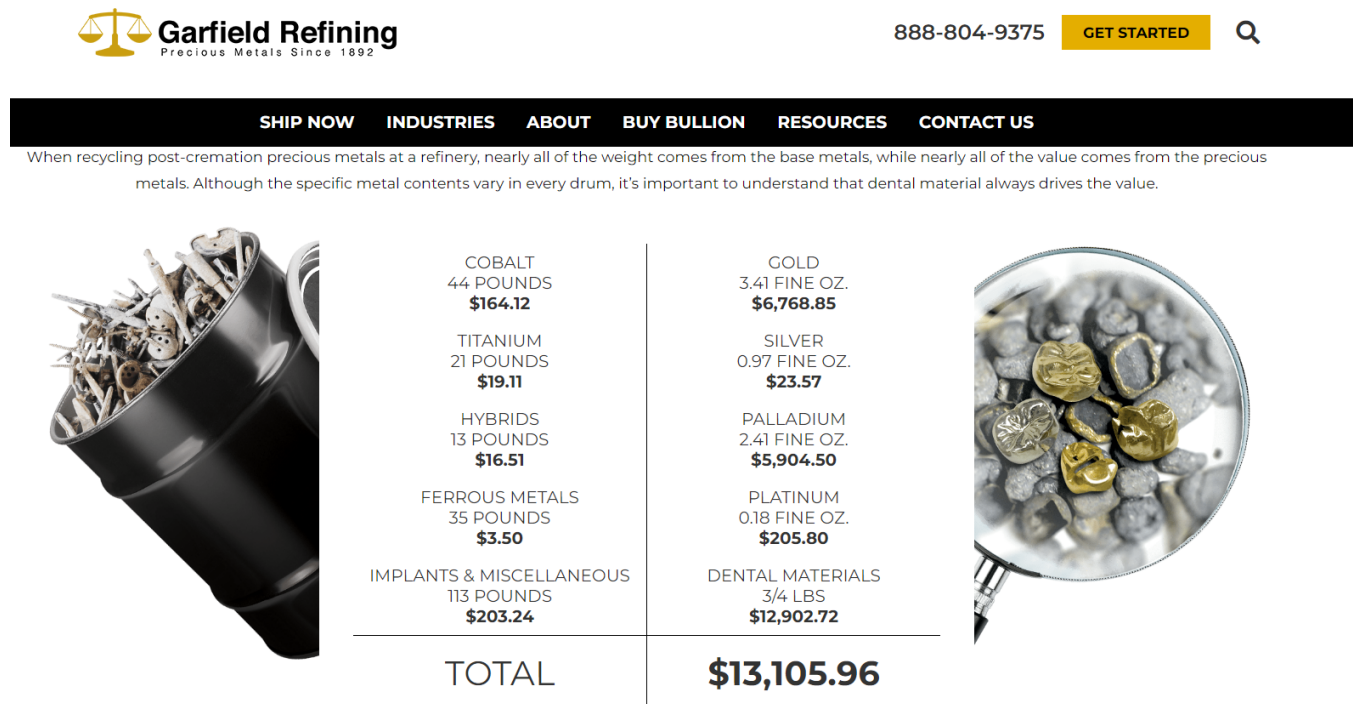 Garfield Refining
Precious Metals Since 1892
888-804-9375
GET STARTED
SHIP NOW INDUSTRIES ABOUT BUY BULLION RESOURCES CONTACT US
When recycling post-cremation precious metals at a refinery, nearly all of the weight comes from the base metals, while nearly all of the value comes from the precious
metals. Although the specific metal contents vary in every drum, it’s important to understand that dental material always drives the value.
COBALT
44 POUNDS
$164.12
TITANIUM
21 POUNDS
$19.11
HYBRIDS
13 POUNDS
$16.51
FERROUS METALS
35 POUNDS
$3.50
IMPLANTS & MISCELLANEOUS
113 POUNDS
$203.24
GOLD
3.41 FINE OZ.
$6,768.85
SILVER
0.97 FINE OZ.
$23.57
PALLADIUM
2.41 FINE OZ.
$5,904.50
PLATINUM
0.18 FINE OZ.
$205.80
DENTAL MATERIALS
3/4 LBS
$12,902.72
TOTAL
$13,105.96